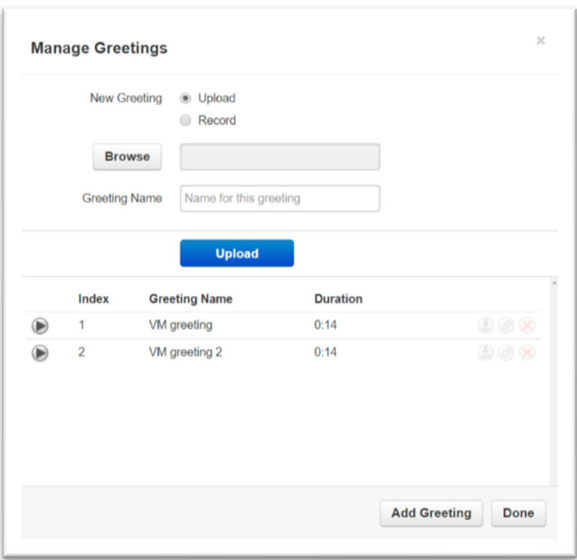 Manage Greetings
New Greeting Upload
Record
Browse
Greeting Name Name for this greeting
Upload
Index Greeting Name Duration
1 VM greeting 0:14
2 VM greeting 2 0:14
Add Greeting Done